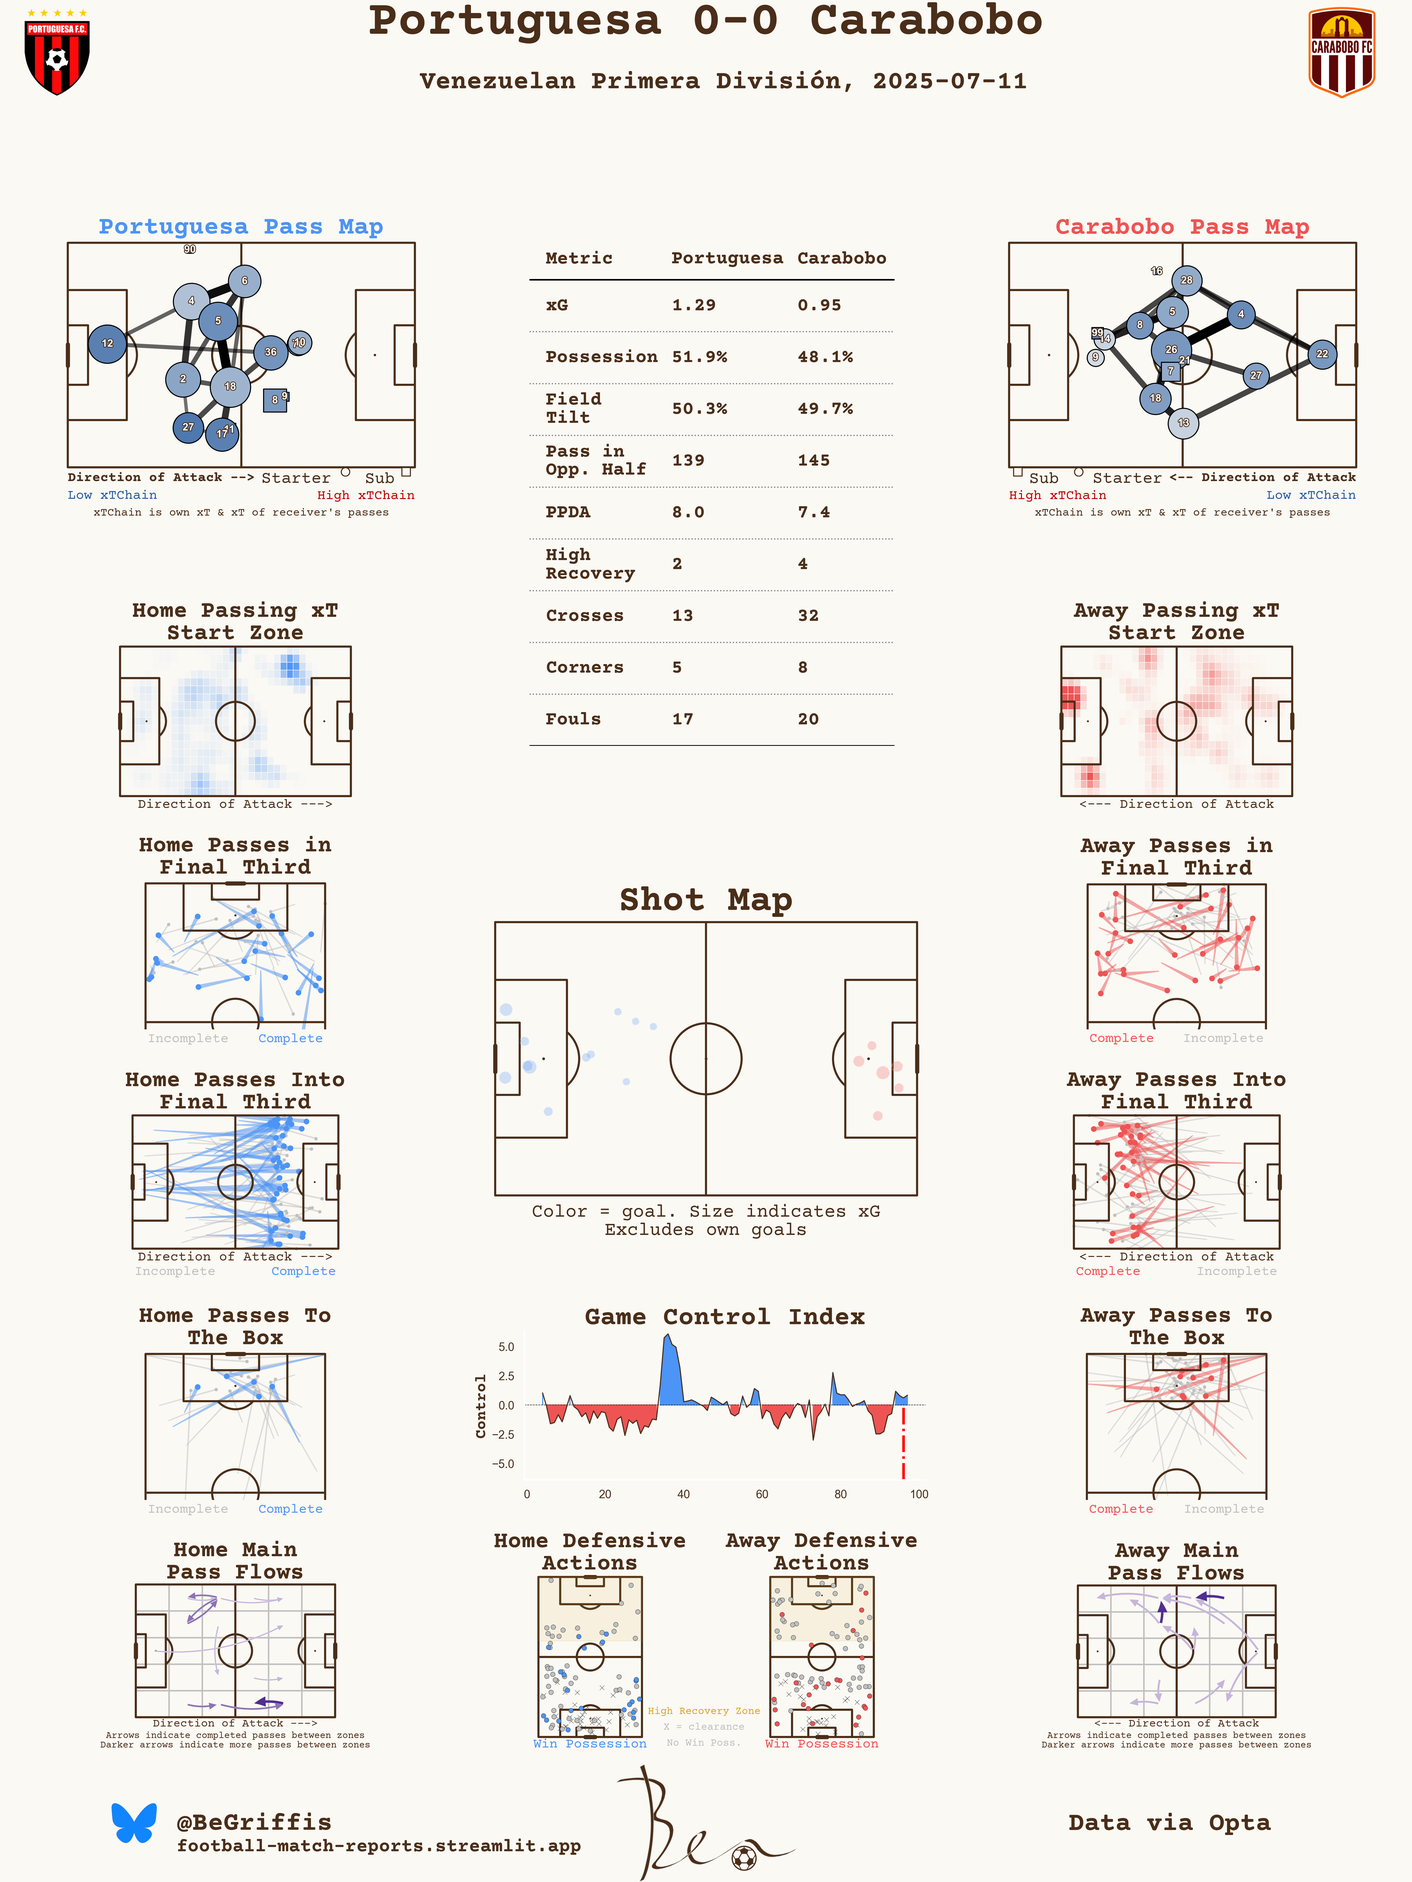 Portuguesa 0-0 Carabobo
Venezuelan Primera División, 2025-07-11
PORTUGUESA F.C.
CARABOBO FC
Portuguesa Pass Map
90
6
4
5
12
36
10
2
18
8
9
27
17
11
Direction of Attack --> Starter Sub
Low xTChain High xTChain
xTChain is own xT & xT of receiver's passes
Metric Portuguesa Carabobo
xG 1.29 0.95
Possession 51.9% 48.1%
Field
Tilt 50.3% 49.7%
Pass in
Opp. Half 139 145
PPDA 8.0 7.4
High
Recovery 2 4
Crosses 13 32
Corners 5 8
Fouls 17 20
Carabobo Pass Map
16
28
5
4
8
99
14
9
26
21
22
7
27
18
13
Sub Starter <-- Direction of Attack
High xTChain Low xTChain
xTChain is own xT & xT of receiver's passes
Home Passing xT
Start Zone
Direction of Attack --->
Away Passing xT
Start Zone
<--- Direction of Attack
Home Passes in
Final Third
Incomplete Complete
Away Passes in
Final Third
Complete Incomplete
Shot Map
Color = goal. Size indicates xG
Excludes own goals
Home Passes Into
Final Third
Direction of Attack --->
Incomplete Complete
Away Passes Into
Final Third
<--- Direction of Attack
Complete Incomplete
Home Passes To
The Box
Incomplete Complete
Game Control Index
Control
5.0
2.5
0.0
−2.5
−5.0
0 20 40 60 80 100
Away Passes To
The Box
Complete Incomplete
Home Main
Pass Flows
Direction of Attack --->
Arrows indicate completed passes between zones
Darker arrows indicate more passes between zones
Home Defensive
Actions
Win Possession
Away Defensive
Actions
Win Possession
High Recovery Zone
X = clearance
No Win Poss.
Away Main
Pass Flows
<--- Direction of Attack
Arrows indicate completed passes between zones
Darker arrows indicate more passes between zones
@BeGriffis
football-match-reports.streamlit.app
Ben
Data via Opta